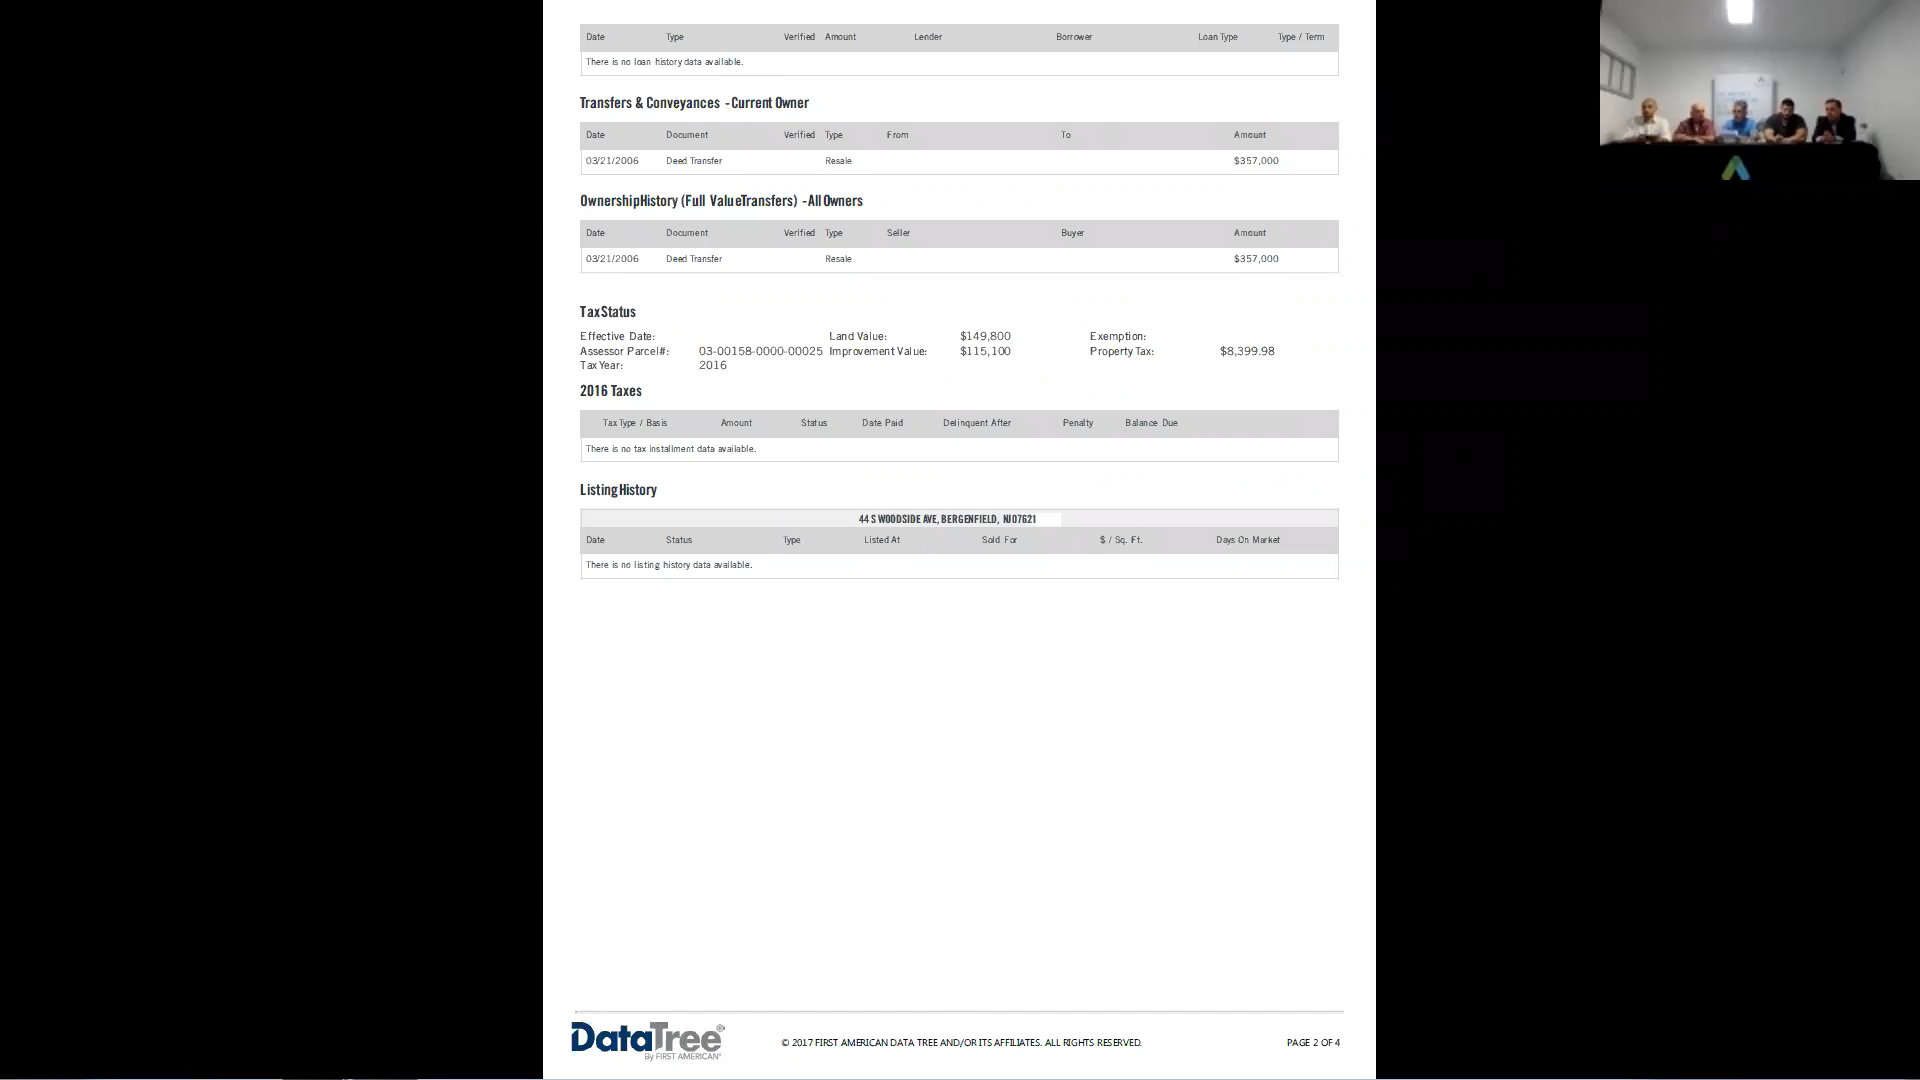 Date Type Verified Amount Lender Borrower Loan Type Type / Term
There is no loan history data available.
Transfers & Conveyances - Current Owner
Date Document Verified Type From To Amount
03/21/2006 Deed Transfer Resale $357,000
Ownership History (Full Value Transfers) - All Owners
Date Document Verified Type Seller Buyer Amount
03/21/2006 Deed Transfer Resale $357,000
Tax Status
Effective Date: Land Value: $149,800 Exemption:
Assessor Parcel #: 03-00158-0000-00025 Improvement Value: $115,100 Property Tax: $8,399.98
Tax Year: 2016
2016 Taxes
Tax Type / Basis Amount Status Date Paid Delinquent After Penalty Balance Due
There is no tax installment data available.
Listing History
44 S WOODSIDE AVE, BERGENFIELD, NJ 07621
Date Status Type Listed At Sold For $ / Sq. Ft. Days On Market
There is no listing history data available.
DataTree®
By FIRST AMERICAN®
© 2017 FIRST AMERICAN DATA TREE AND/OR ITS AFFILIATES. ALL RIGHTS RESERVED.
PAGE 2 OF 4